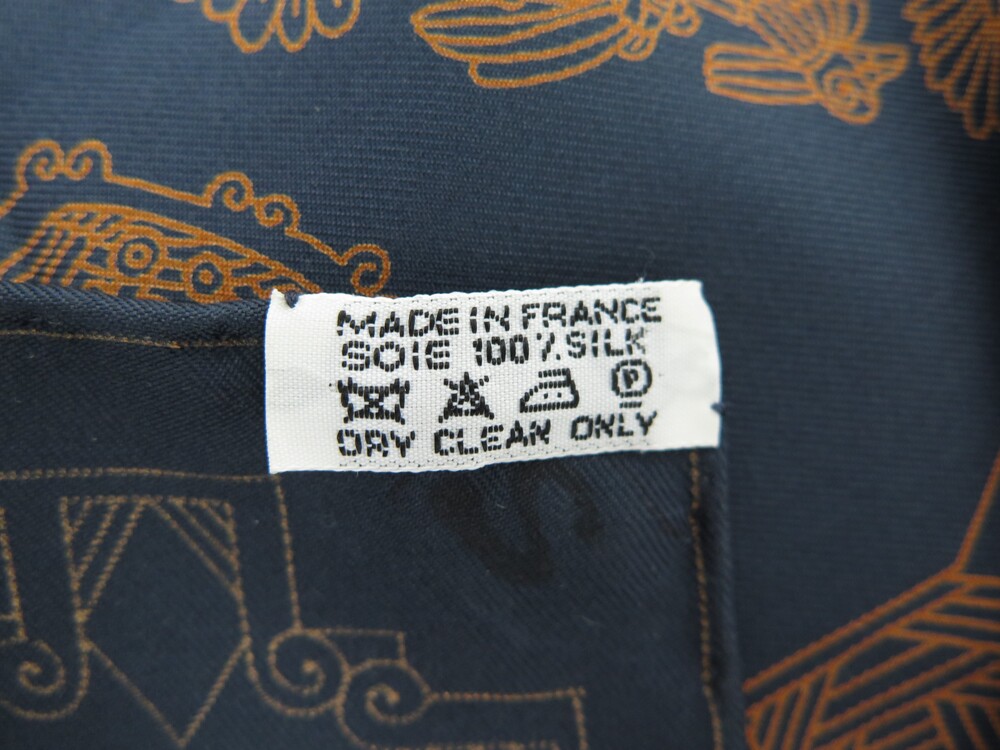 MADE IN FRANCE
SOIE 100% SILK
P
DRY CLEAN ONLY